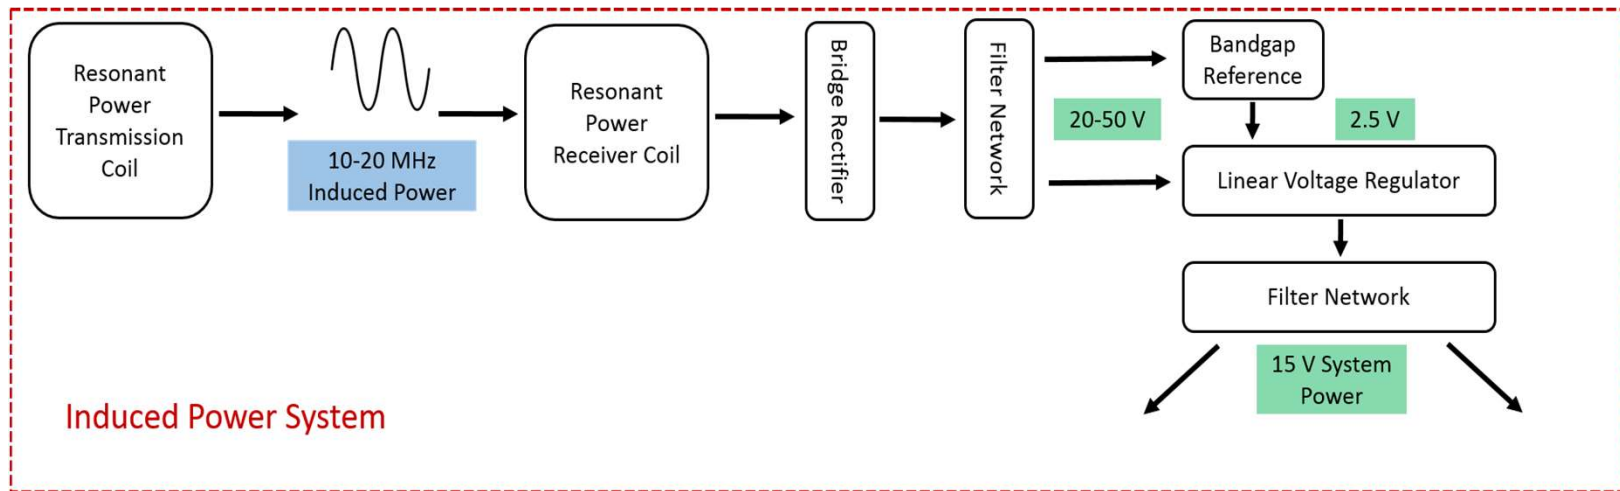 Resonant
Power
Transmission
Coil
10-20 MHz
Induced Power
Resonant
Power
Receiver Coil
Bridge Rectifier
Filter Network
20-50 V
Bandgap
Reference
2.5 V
Linear Voltage Regulator
Filter Network
15 V System
Power
Induced Power System